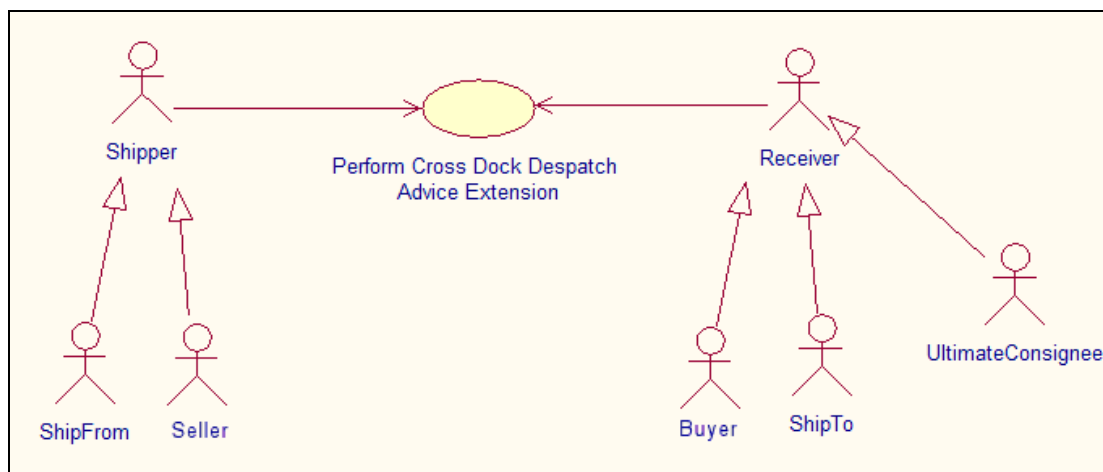 Shipper
Receiver
Perform Cross Dock Despatch
Advice Extension
UltimateConsignee
ShipFrom
Seller
Buyer
ShipTo